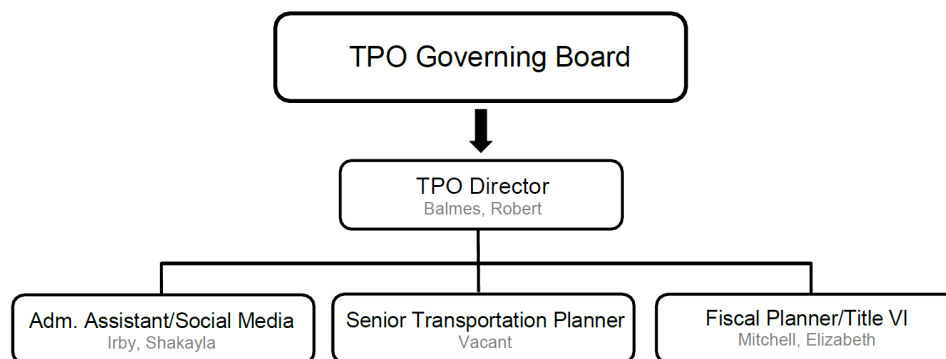 TPO Governing Board
TPO Director
Balmes, Robert
Adm. Assistant/Social Media
Irby, Shakayla
Senior Transportation Planner
Vacant
Fiscal Planner/Title VI
Mitchell, Elizabeth